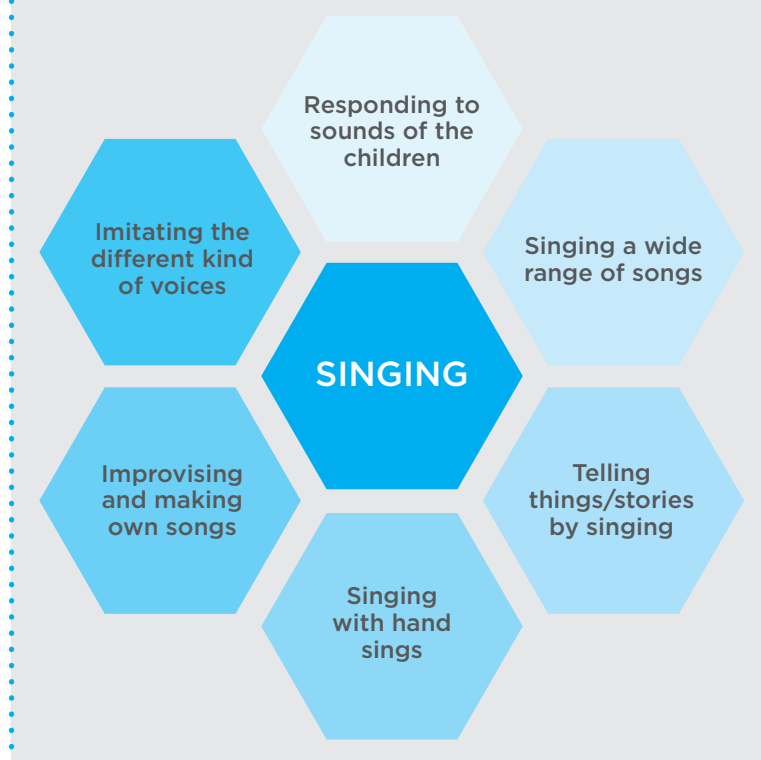 Responding to
sounds of the
children
Imitating the
different kind
of voices
Singing a wide
range of songs
SINGING
Improvising
and making
own songs
Telling
things/stories
by singing
Singing
with hand
sings